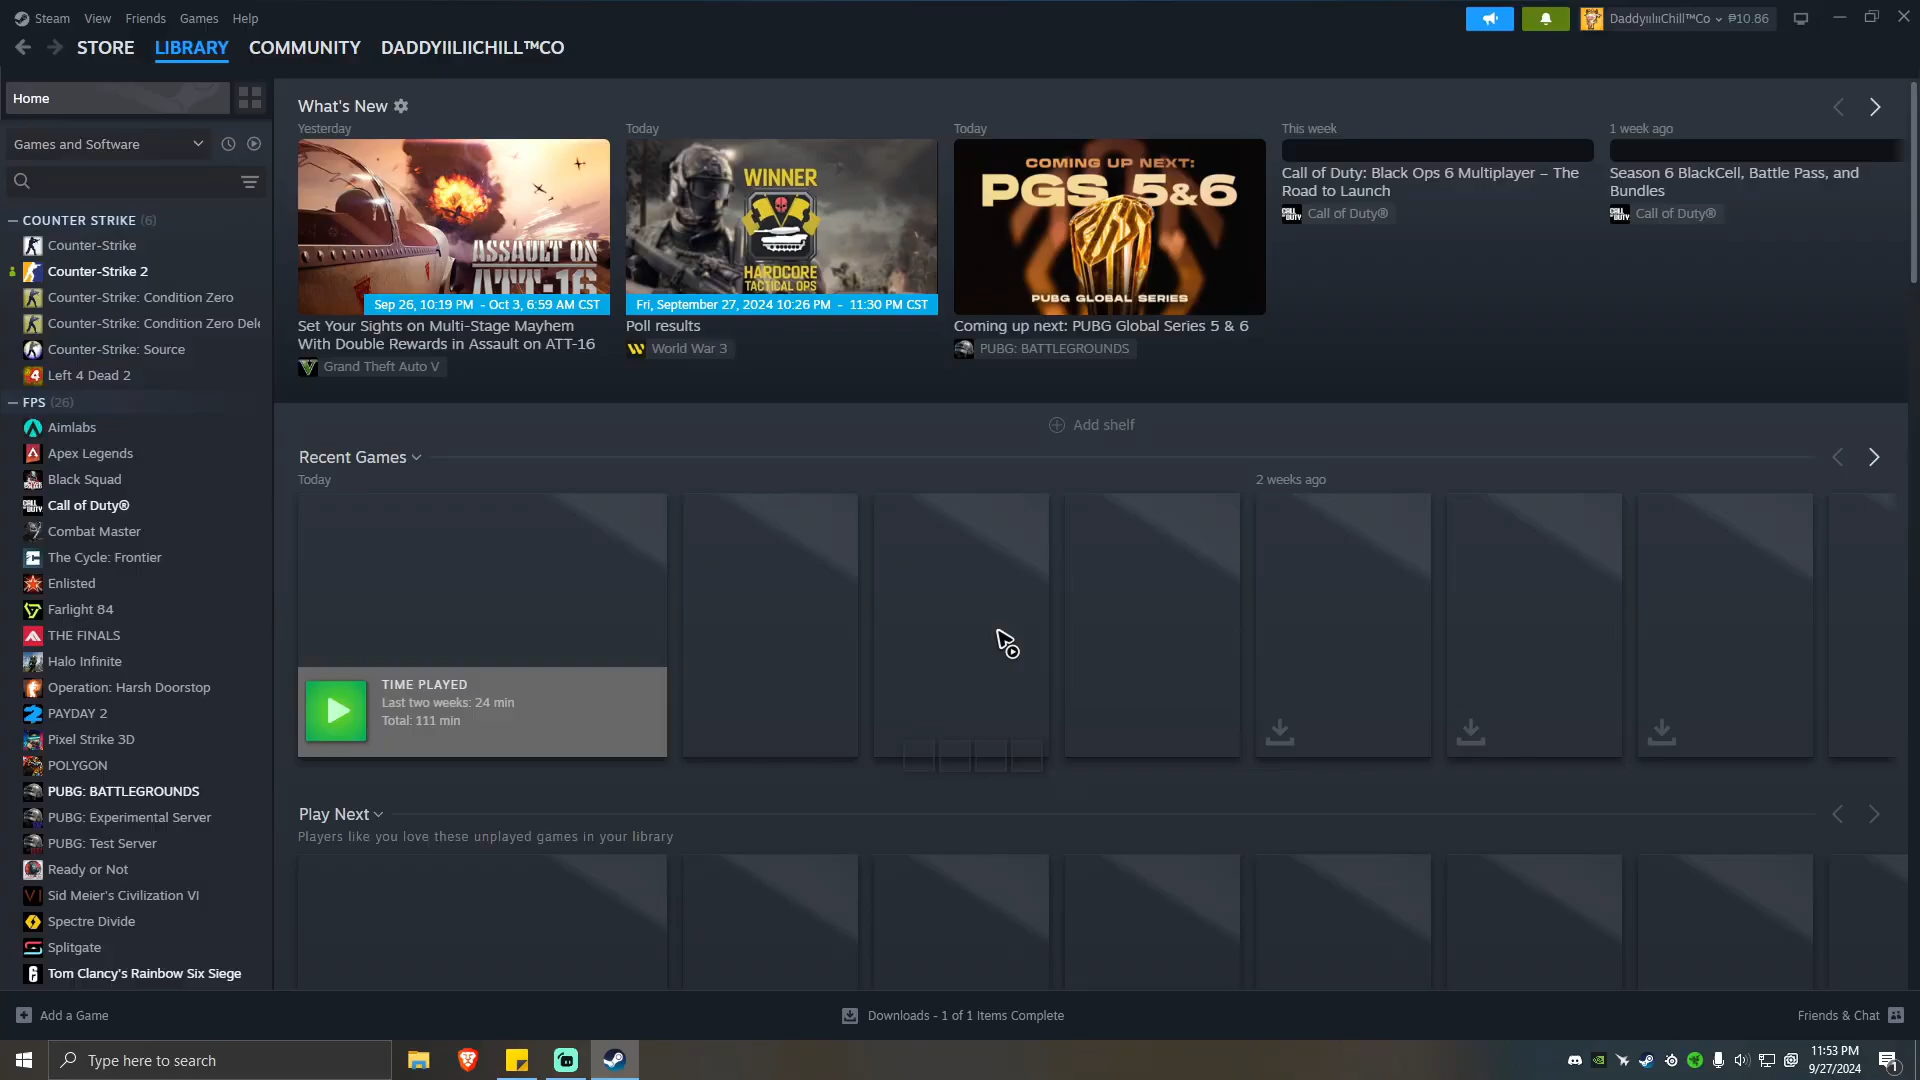 Steam View Friends Games Help
DaddyıılıiChill™Co ₱10.86
STORE LIBRARY COMMUNITY DADDYIILIICHILL™CO
Home
Games and Software
COUNTER STRIKE (6)
Counter-Strike
Counter-Strike 2
Counter-Strike: Condition Zero
Counter-Strike: Condition Zero Dele
Counter-Strike: Source
Left 4 Dead 2
FPS (26)
Aimlabs
Apex Legends
Black Squad
Call of Duty®
Combat Master
The Cycle: Frontier
Enlisted
Farlight 84
THE FINALS
Halo Infinite
Operation: Harsh Doorstop
PAYDAY 2
Pixel Strike 3D
POLYGON
PUBG: BATTLEGROUNDS
PUBG: Experimental Server
PUBG: Test Server
Ready or Not
Sid Meier's Civilization VI
Spectre Divide
Splitgate
Tom Clancy's Rainbow Six Siege
What's New
Yesterday
ASSAULT ON
ATT-16
Sep 26, 10:19 PM - Oct 3, 6:59 AM CST
Set Your Sights on Multi-Stage Mayhem
With Double Rewards in Assault on ATT-16
Grand Theft Auto V
Today
WINNER
HARDCORE
TACTICAL OPS
Fri, September 27, 2024 10:26 PM - 11:30 PM CST
Poll results
World War 3
Today
COMING UP NEXT:
PGS 5&6
PUBG GLOBAL SERIES
Coming up next: PUBG Global Series 5 & 6
PUBG: BATTLEGROUNDS
This week
Call of Duty: Black Ops 6 Multiplayer – The
Road to Launch
Call of Duty®
1 week ago
Season 6 BlackCell, Battle Pass, and
Bundles
Call of Duty®
Add shelf
Recent Games
Today
2 weeks ago
TIME PLAYED
Last two weeks: 24 min
Total: 111 min
Play Next
Players like you love these unplayed games in your library
Add a Game
Downloads - 1 of 1 Items Complete
Friends & Chat
Type here to search
11:53 PM
9/27/2024
1